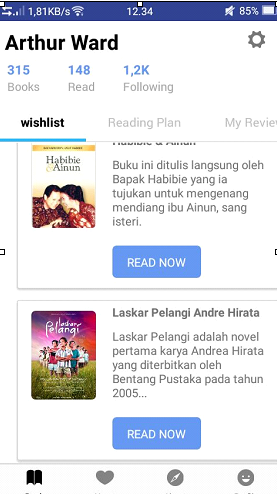 1,81KB/s 12.34 85%
Arthur Ward
315 148 1,2K
Books Read Following
wishlist Reading Plan My Review
Habibie & Ainun
Habibie
& Ainun
Buku ini ditulis langsung oleh
Bapak Habibie yang ia
tujukan untuk mengenang
mendiang ibu Ainun, sang
isteri.
READ NOW
Laskar Pelangi Andre Hirata
Laskar
Pelangi
Laskar Pelangi adalah novel
pertama karya Andrea Hirata
yang diterbitkan oleh
Bentang Pustaka pada tahun
2005...
READ NOW